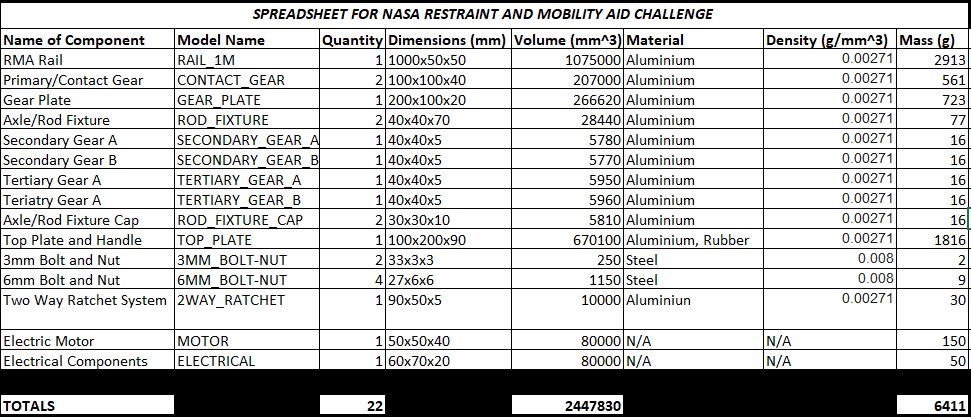 SPREADSHEET FOR NASA RESTRAINT AND MOBILITY AID CHALLENGE
Name of Component Model Name Quantity Dimensions (mm) Volume (mm^3) Material Density (g/mm^3) Mass (g)
RMA Rail RAIL_1M 1 1000x50x50 1075000 Aluminium 0.00271 2913
Primary/Contact Gear CONTACT_GEAR 2 100x100x40 207000 Aluminium 0.00271 561
Gear Plate GEAR_PLATE 1 200x100x20 266620 Aluminium 0.00271 723
Axle/Rod Fixture ROD_FIXTURE 2 40x40x70 28440 Aluminium 0.00271 77
Secondary Gear A SECONDARY_GEAR_A 1 40x40x5 5780 Aluminium 0.00271 16
Secondary Gear B SECONDARY_GEAR_B 1 40x40x5 5770 Aluminium 0.00271 16
Tertiary Gear A TERTIARY_GEAR_A 1 40x40x5 5950 Aluminium 0.00271 16
Teriatry Gear A TERTIARY_GEAR_B 1 40x40x5 5960 Aluminium 0.00271 16
Axle/Rod Fixture Cap ROD_FIXTURE_CAP 2 30x30x10 5810 Aluminium 0.00271 16
Top Plate and Handle TOP_PLATE 1 100x200x90 670100 Aluminium, Rubber 0.00271 1816
3mm Bolt and Nut 3MM_BOLT-NUT 2 33x3x3 250 Steel 0.008 2
6mm Bolt and Nut 6MM_BOLT-NUT 4 27x6x6 1150 Steel 0.008 9
Two Way Ratchet System 2WAY_RATCHET 1 90x50x5 10000 Aluminiun 0.00271 30
Electric Motor MOTOR 1 50x50x40 80000 N/A N/A 150
Electrical Components ELECTRICAL 1 60x70x20 80000 N/A N/A 50
TOTALS 22 2447830 6411